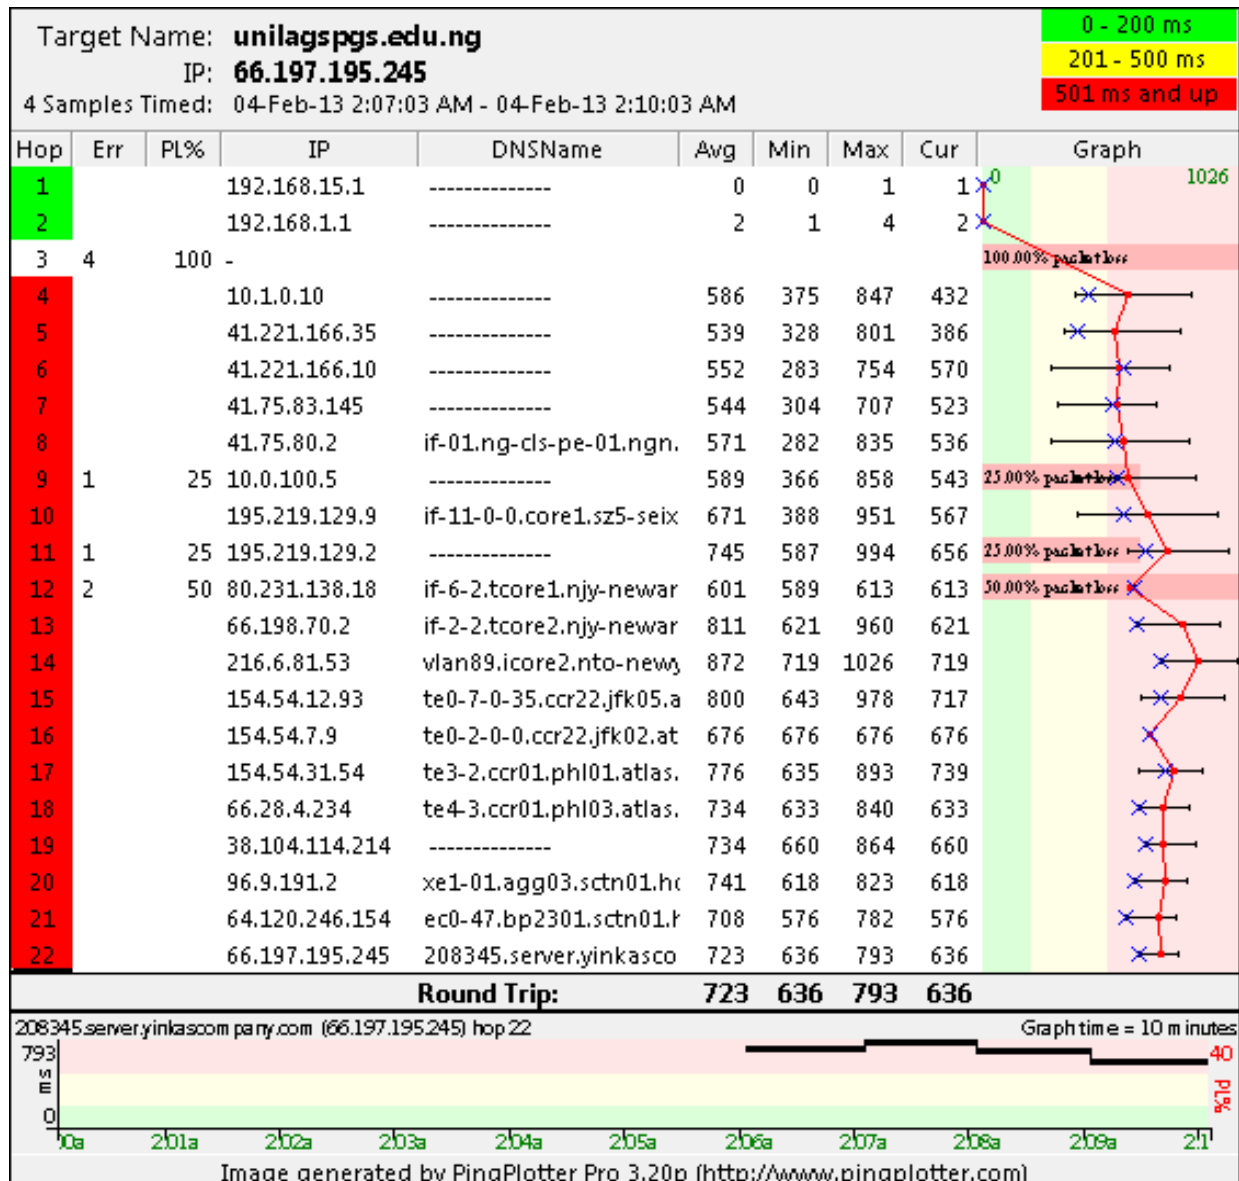 Target Name: unilagspgs.edu.ng
IP: 66.197.195.245
4 Samples Timed: 04-Feb-13 2:07:03 AM - 04-Feb-13 2:10:03 AM
0 - 200 ms
201 - 500 ms
501 ms and up
Hop Err PL% IP DNSName Avg Min Max Cur Graph
0 1026
1 192.168.15.1 -------------- 0 0 1 1
2 192.168.1.1 -------------- 2 1 4 2
3 4 100 - 100.00% packet loss
4 10.1.0.10 -------------- 586 375 847 432
5 41.221.166.35 -------------- 539 328 801 386
6 41.221.166.10 -------------- 552 283 754 570
7 41.75.83.145 -------------- 544 304 707 523
8 41.75.80.2 if-01.ng-cls-pe-01.ngn. 571 282 835 536
9 1 25 10.0.100.5 -------------- 589 366 858 543 25.00% packet loss
10 195.219.129.9 if-11-0-0.core1.sz5-seix 671 388 951 567
11 1 25 195.219.129.2 -------------- 745 587 994 656 25.00% packet loss
12 2 50 80.231.138.18 if-6-2.tcore1.njy-newar 601 589 613 613 50.00% packet loss
13 66.198.70.2 if-2-2.tcore2.njy-newar 811 621 960 621
14 216.6.81.53 vlan89.icore2.nto-newy 872 719 1026 719
15 154.54.12.93 te0-7-0-35.ccr22.jfk05.a 800 643 978 717
16 154.54.7.9 te0-2-0-0.ccr22.jfk02.at 676 676 676 676
17 154.54.31.54 te3-2.ccr01.phl01.atlas. 776 635 893 739
18 66.28.4.234 te4-3.ccr01.phl03.atlas. 734 633 840 633
19 38.104.114.214 -------------- 734 660 864 660
20 96.9.191.2 xe1-01.agg03.sctn01.hc 741 618 823 618
21 64.120.246.154 ec0-47.bp2301.sctn01.h 708 576 782 576
22 66.197.195.245 208345.server.yinkasco 723 636 793 636
Round Trip: 723 636 793 636
208345.server.yinkascompany.com (66.197.195.245) hop 22 Graph time = 10 minutes
793 40
ms PL%
0
00a 2:01a 2:02a 2:03a 2:04a 2:05a 2:06a 2:07a 2:08a 2:09a 2:1
Image generated by PingPlotter Pro 3.20p (http://www.pingplotter.com)